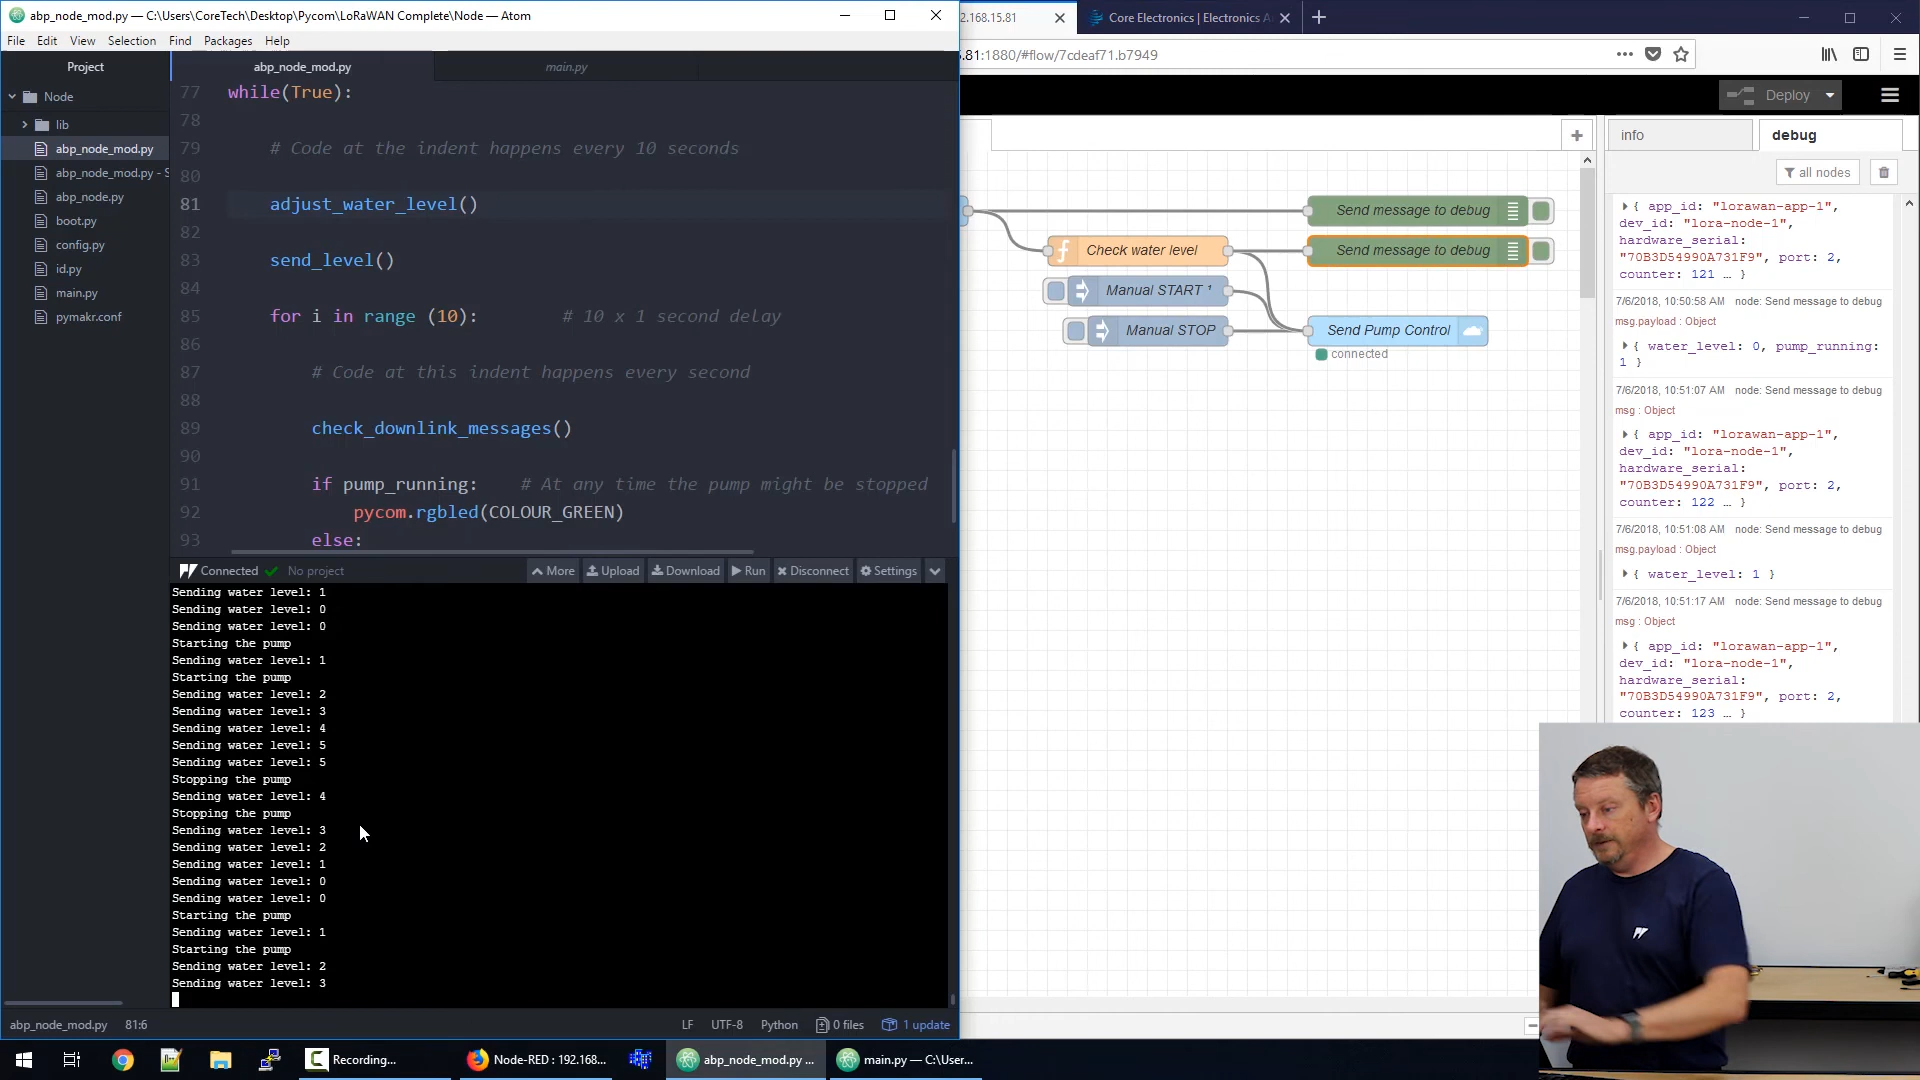 abp_node_mod.py — C:\Users\CoreTech\Desktop\Pycom\LoRaWAN Complete\Node — Atom
File Edit View Selection Find Packages Help
Project
Node
lib
abp_node_mod.py
abp_node_mod.py - S
abp_node.py
boot.py
config.py
id.py
main.py
pymakr.conf
abp_node_mod.py
main.py
77 while(True):
78
79 # Code at the indent happens every 10 seconds
80
81 adjust_water_level()
82
83 send_level()
84
85 for i in range (10): # 10 x 1 second delay
86
87 # Code at this indent happens every second
88
89 check_downlink_messages()
90
91 if pump_running: # At any time the pump might be stopped
92 pycom.rgbled(COLOUR_GREEN)
93 else:
Connected No project More Upload Download Run Disconnect Settings
Sending water level: 1
Sending water level: 0
Sending water level: 0
Starting the pump
Sending water level: 1
Starting the pump
Sending water level: 2
Sending water level: 3
Sending water level: 4
Sending water level: 5
Sending water level: 5
Stopping the pump
Sending water level: 4
Stopping the pump
Sending water level: 3
Sending water level: 2
Sending water level: 1
Sending water level: 0
Sending water level: 0
Starting the pump
Sending water level: 1
Starting the pump
Sending water level: 2
Sending water level: 3
abp_node_mod.py 81:6 LF UTF-8 Python 0 files 1 update
2.168.15.81
Core Electronics | Electronics A
.81:1880/#flow/7cdeaf71.b7949
Deploy
Send message to debug
Check water level
Send message to debug
Manual START ¹
Manual STOP
Send Pump Control
connected
info
debug
all nodes
{ app_id: "lorawan-app-1",
dev_id: "lora-node-1",
hardware_serial:
"70B3D54990A731F9", port: 2,
counter: 121 … }
7/6/2018, 10:50:58 AM node: Send message to debug
msg.payload : Object
{ water_level: 0, pump_running:
1 }
7/6/2018, 10:51:07 AM node: Send message to debug
msg : Object
{ app_id: "lorawan-app-1",
dev_id: "lora-node-1",
hardware_serial:
"70B3D54990A731F9", port: 2,
counter: 122 … }
7/6/2018, 10:51:08 AM node: Send message to debug
msg.payload : Object
{ water_level: 1 }
7/6/2018, 10:51:17 AM node: Send message to debug
msg : Object
{ app_id: "lorawan-app-1",
dev_id: "lora-node-1",
hardware_serial:
"70B3D54990A731F9", port: 2,
counter: 123 … }
Recording...
Node-RED : 192.168...
abp_node_mod.py ...
main.py — C:\User...